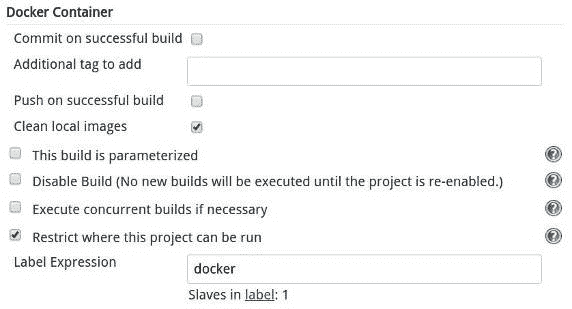 Docker Container
Commit on successful build
Additional tag to add
Push on successful build
Clean local images
This build is parameterized
Disable Build (No new builds will be executed until the project is re-enabled.)
Execute concurrent builds if necessary
Restrict where this project can be run
Label Expression
docker
Slaves in label: 1